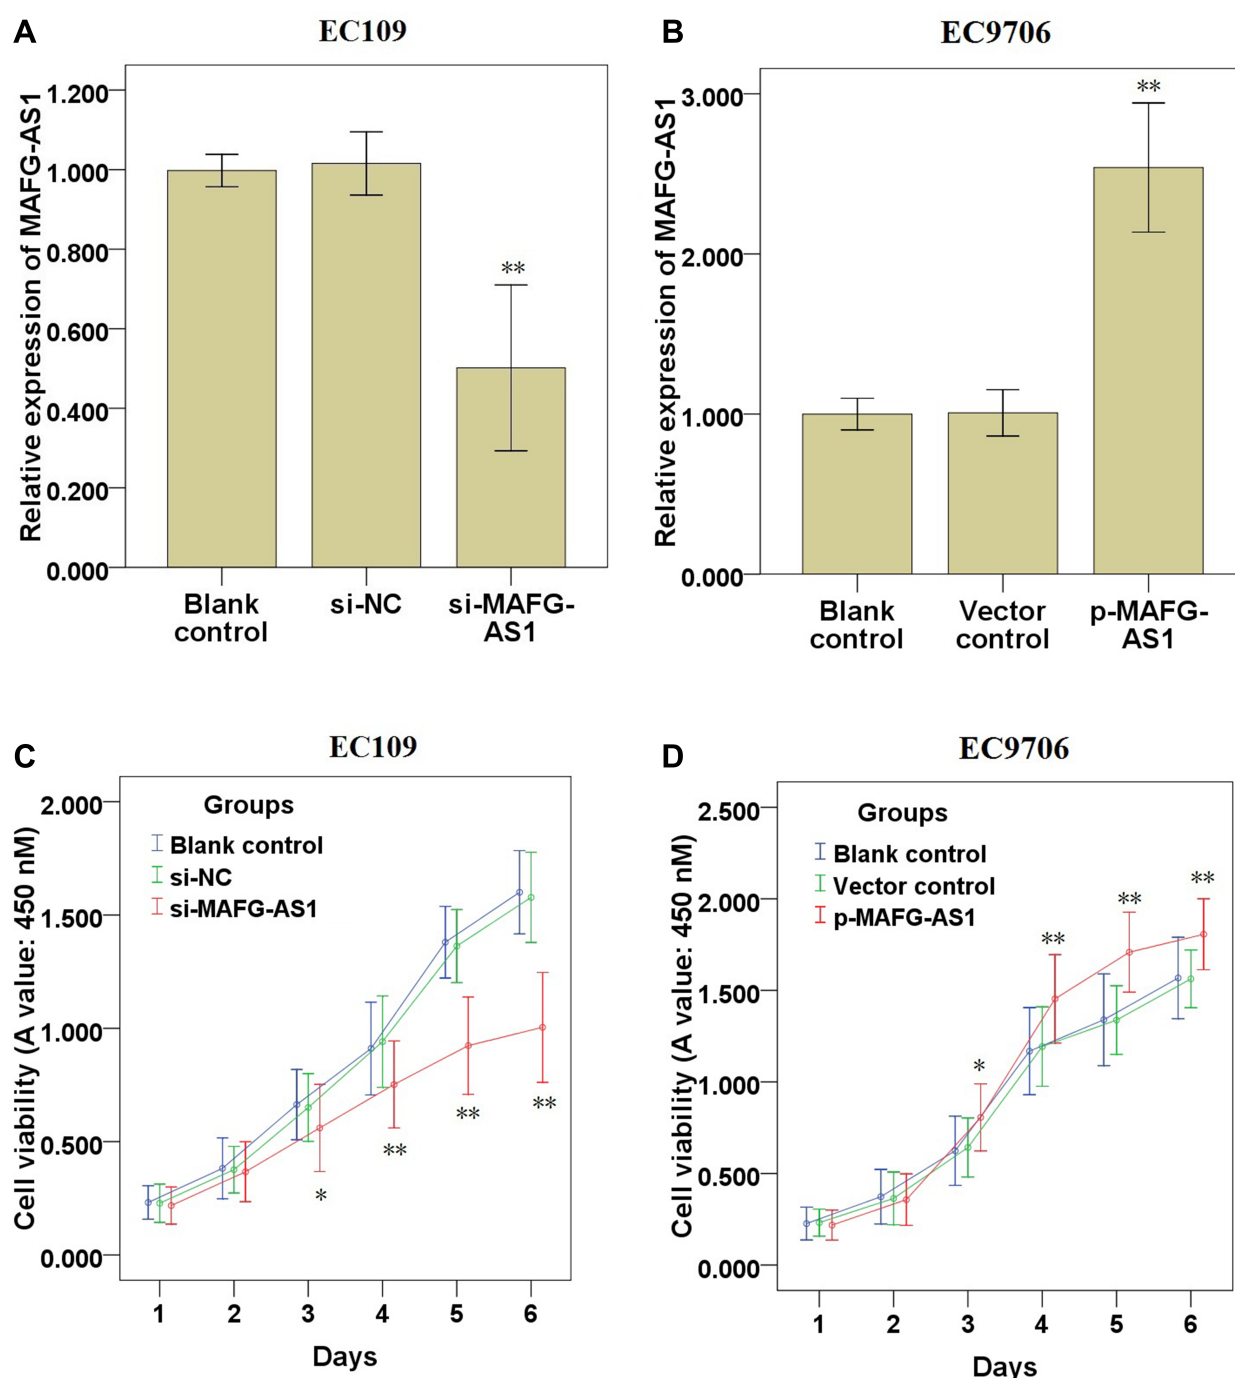 A
EC109
Relative expression of MAFG-AS1
1.200
1.000
0.800
0.600
0.400
0.200
0.000
**
Blank
control
si-NC
si-MAFG-
AS1
B
EC9706
Relative expression of MAFG-AS1
3.000
2.000
1.000
0.000
**
Blank
control
Vector
control
p-MAFG-
AS1
C
EC109
Cell viability (A value: 450 nM)
2.000
1.500
1.000
0.500
0.000
Groups
Blank control
si-NC
si-MAFG-AS1
*
**
**
**
1 2 3 4 5 6
Days
D
EC9706
Cell viability (A value: 450 nM)
2.500
2.000
1.500
1.000
0.500
0.000
Groups
Blank control
Vector control
p-MAFG-AS1
*
**
**
**
1 2 3 4 5 6
Days